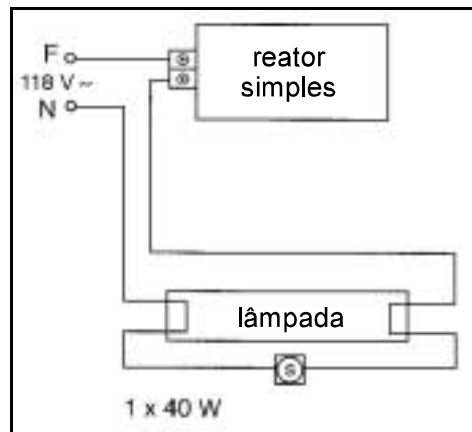 F
reator
simples
118 V ~
N
lâmpada
S
1 x 40 W